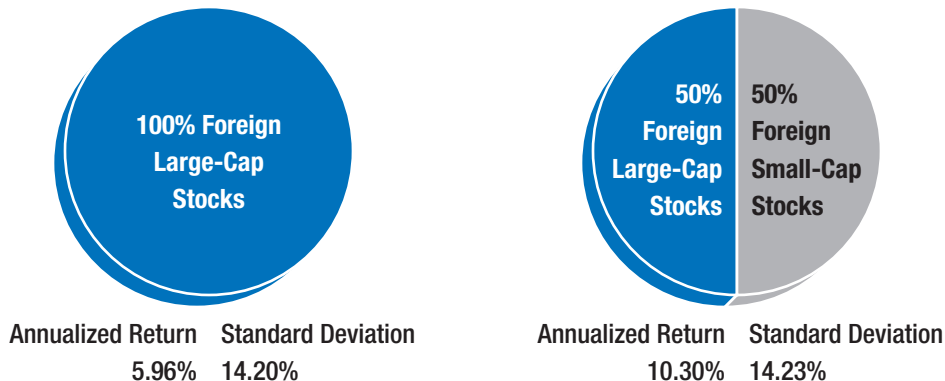 100% Foreign
Large-Cap
Stocks
Annualized Return Standard Deviation
5.96% 14.20%
50%
Foreign
Large-Cap
Stocks
50%
Foreign
Small-Cap
Stocks
Annualized Return Standard Deviation
10.30% 14.23%